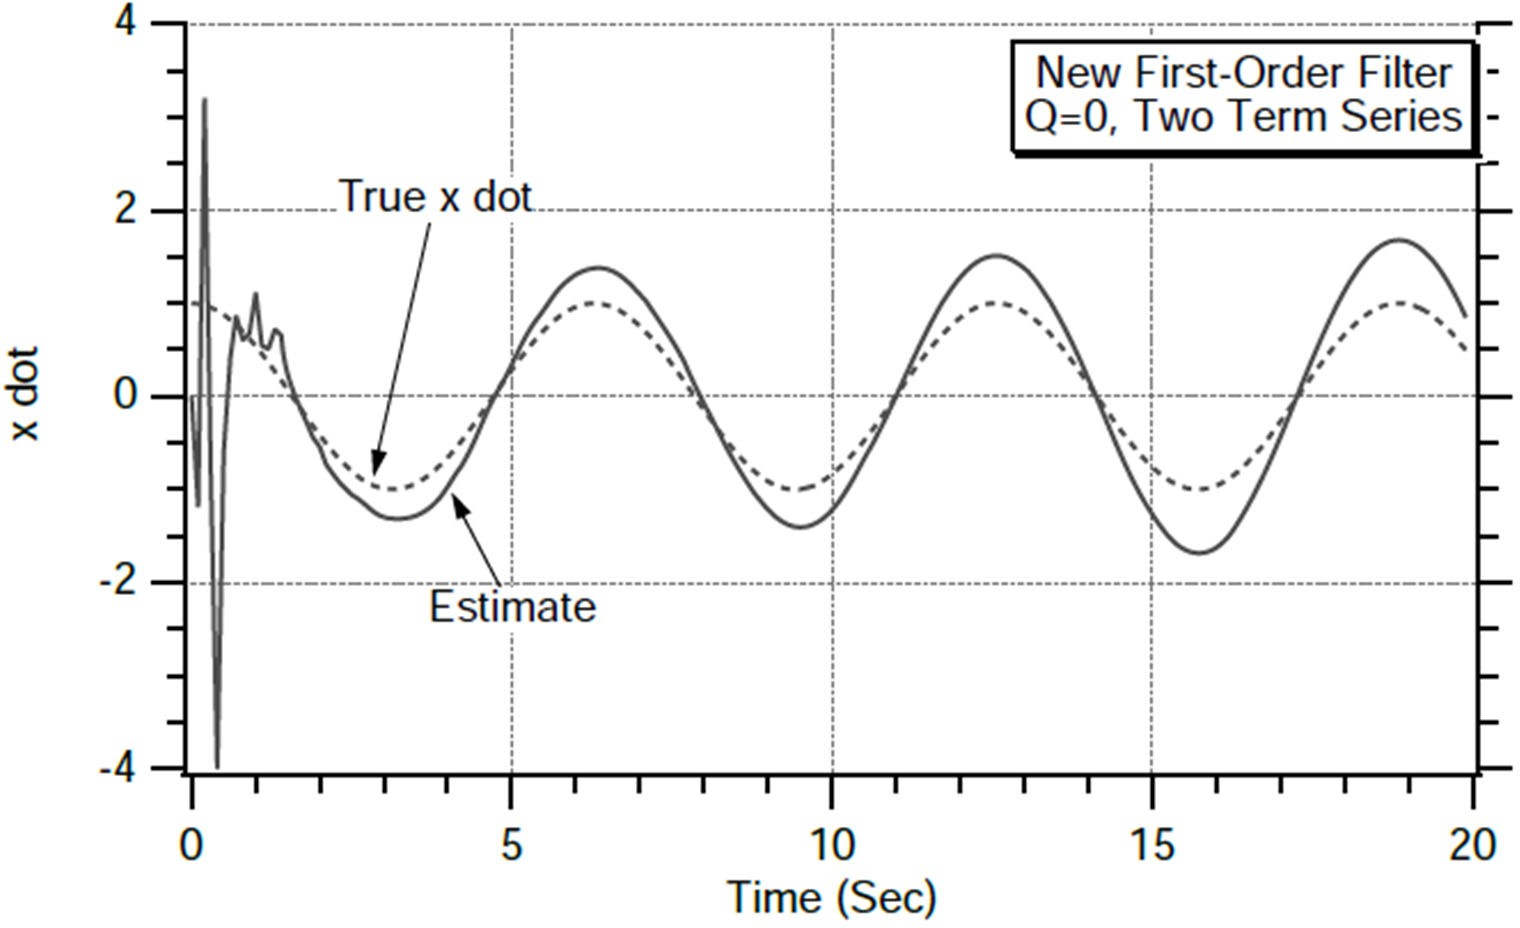 4
2
0
-2
-4
x dot
New First-Order Filter
Q=0, Two Term Series
True x dot
Estimate
0 5 10 15 20
Time (Sec)